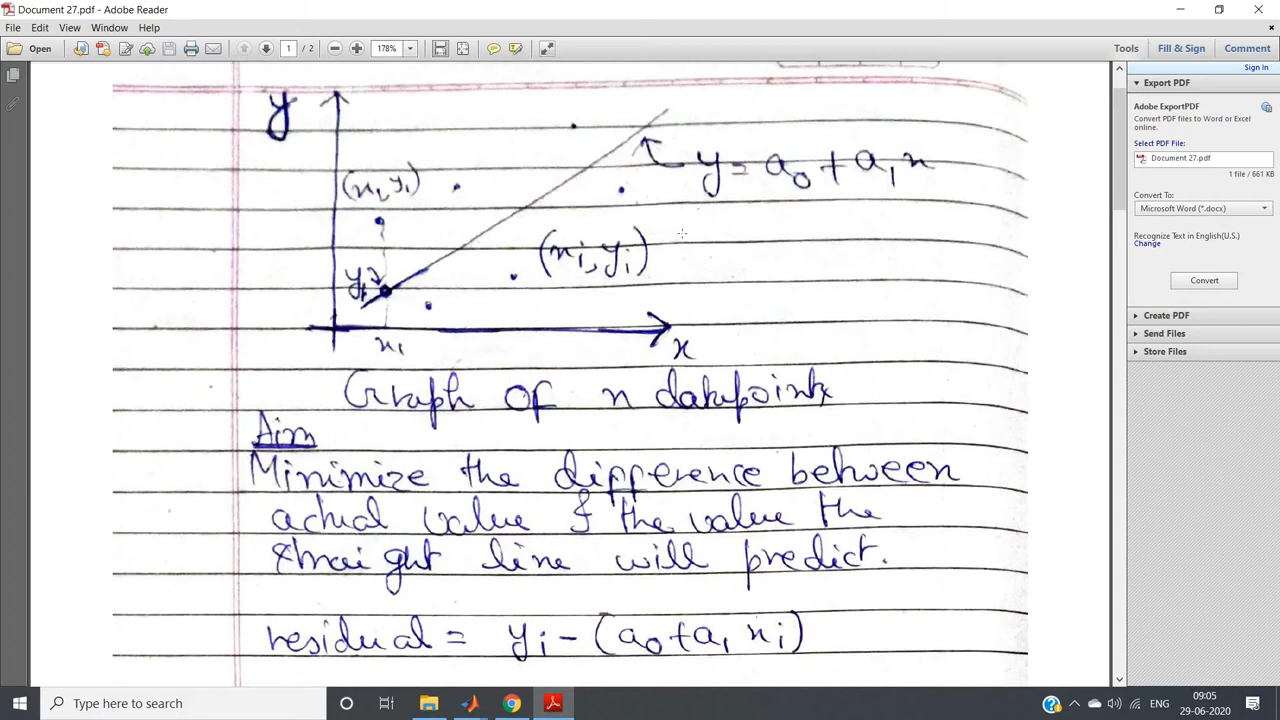 Document 27.pdf - Adobe Reader
File Edit View Window Help
Open 1 / 2 178% Tools Fill & Sign Comment
Sign In
Export PDF
Adobe ExportPDF
Convert PDF files to Word or Excel
online.
Select PDF File:
Document 27.pdf
1 file / 661 KB
Convert To:
Microsoft Word (*.docx)
Recognize Text in English(U.S.)
Change
Convert
Create PDF
Send Files
Store Files
y
y = a₀ + a₁x
(x₁, y₁)
(xᵢ, yᵢ)
y₁
x₁
x
Graph of n datapoints
Aim
Minimize the difference between
actual value & the value the
straight line will predict.
residual = yᵢ - (a₀ + a₁ xᵢ)
Type here to search
ENG
09:05
29-06-2020